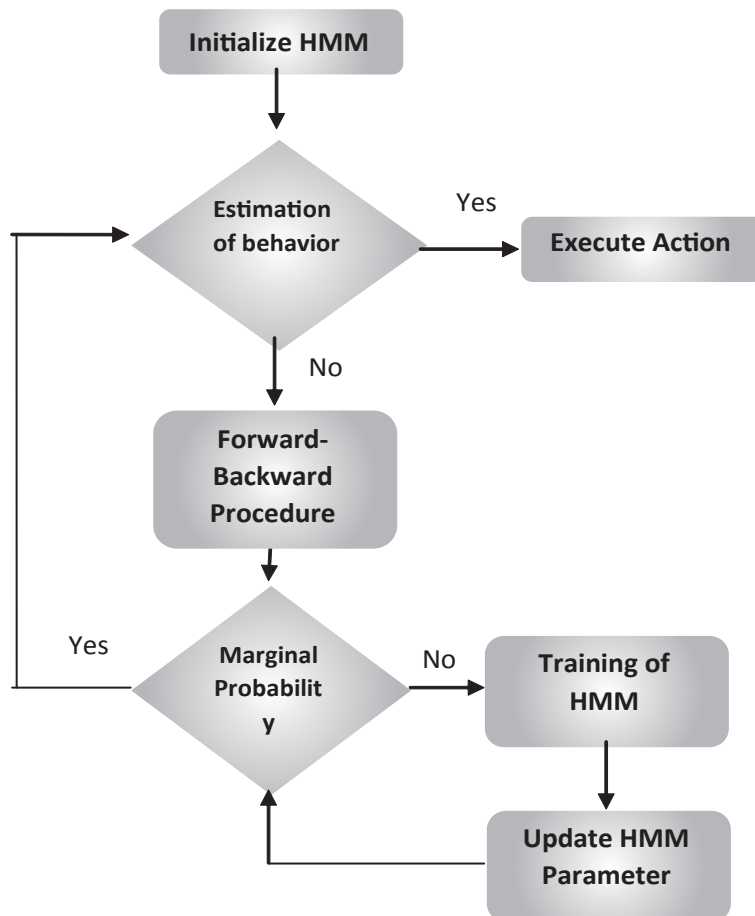 Initialize HMM
Estimation
of behavior
Yes
Execute Action
No
Forward-
Backward
Procedure
Yes
Marginal
Probabilit
y
No
Training of
HMM
Update HMM
Parameter